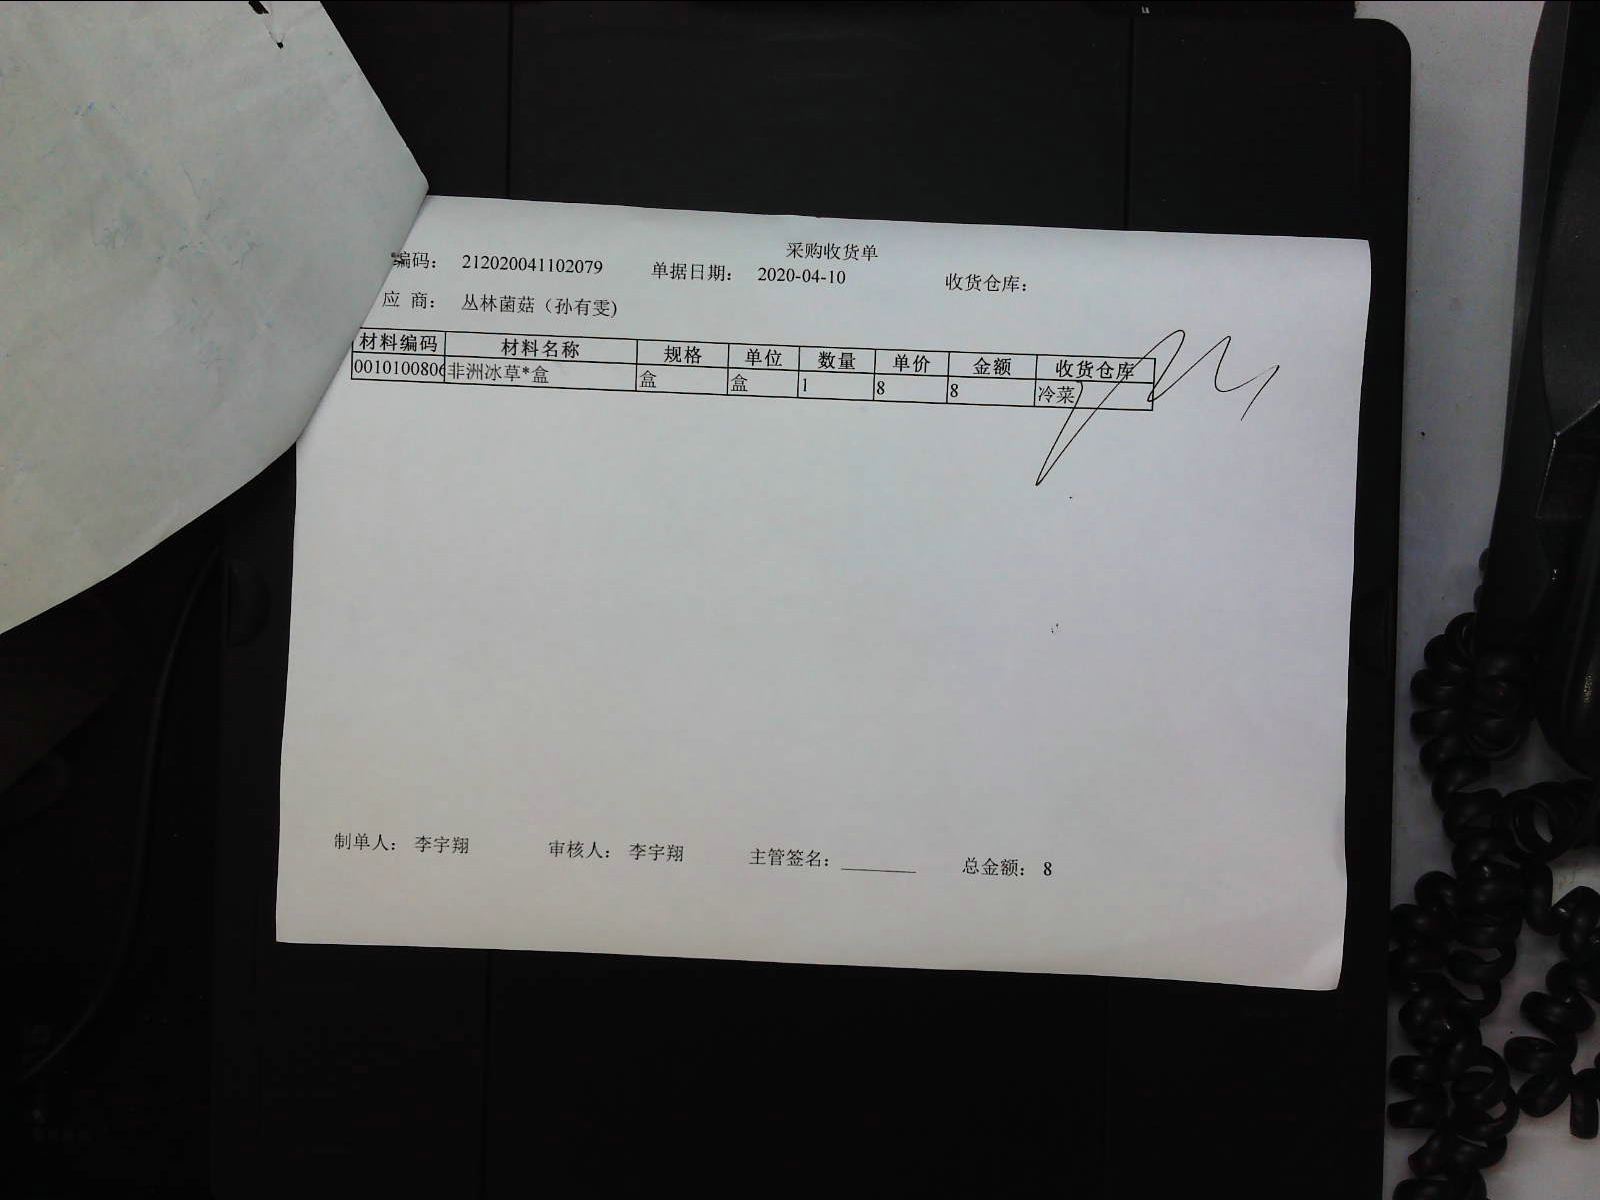 采购收货单
编码： 212020041102079 单据日期： 2020-04-10 收货仓库：
应 商： 丛林菌菇（孙有雯)
材料编码 材料名称 规格 单位 数量 单价 金额 收货仓库
0010100806 非洲冰草*盒 盒 盒 1 8 8 冷菜
制单人： 李宇翔 审核人： 李宇翔 主管签名： 总金额： 8